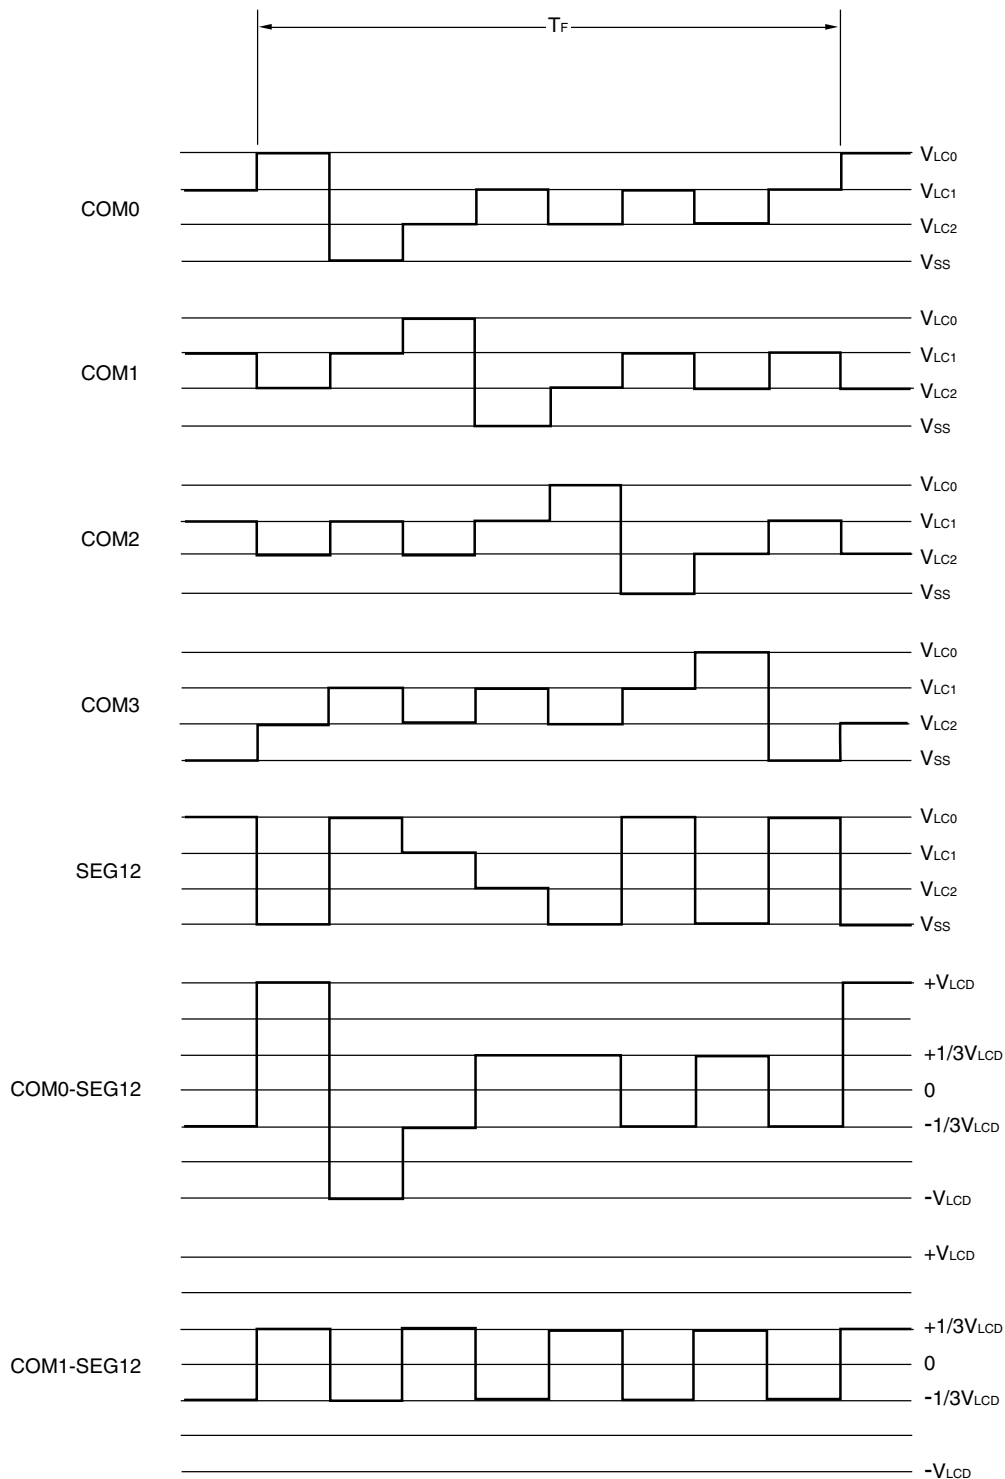 TF
VLC0
VLC1
COM0
VLC2
VSS
VLC0
VLC1
COM1
VLC2
VSS
VLC0
VLC1
COM2
VLC2
VSS
VLC0
VLC1
COM3
VLC2
VSS
VLC0
VLC1
SEG12
VLC2
VSS
+VLCD
+1/3VLCD
COM0-SEG12
0
-1/3VLCD
-VLCD
+VLCD
+1/3VLCD
COM1-SEG12
0
-1/3VLCD
-VLCD